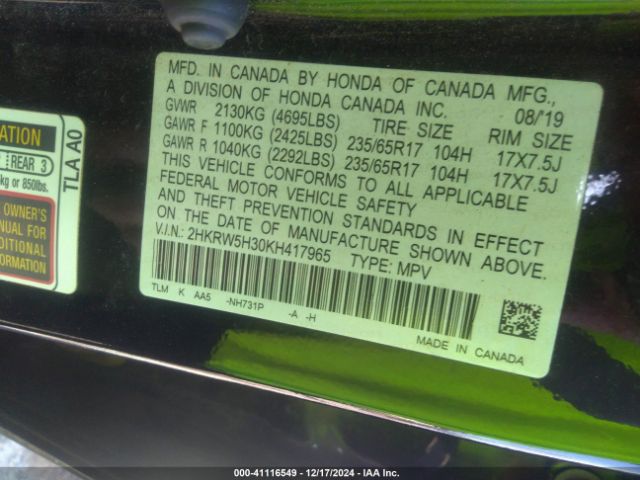 MFD. IN CANADA BY HONDA OF CANADA MFG.,
A DIVISION OF HONDA CANADA INC. 08/'19
GVWR 2130KG (4695LBS) TIRE SIZE RIM SIZE
GAWR F 1100KG (2425LBS) 235/65R17 104H 17X7.5J
GAWR R 1040KG (2292LBS) 235/65R17 104H 17X7.5J
THIS VEHICLE CONFORMS TO ALL APPLICABLE
FEDERAL MOTOR VEHICLE SAFETY
AND THEFT PREVENTION STANDARDS IN EFFECT
ON THE DATE OF MANUFACTURE SHOWN ABOVE.
V.I.N.: 2HKRW5H30KH417965 TYPE: MPV
TLM K AA5 -NH731P -A -H
MADE IN CANADA
ATION
REAR 3
kg or 850lbs.
OWNER'S
NUAL FOR
DITIONAL
ORMATION
TLA A0
00-41116549 - 12/17/2024 - IAA Inc.